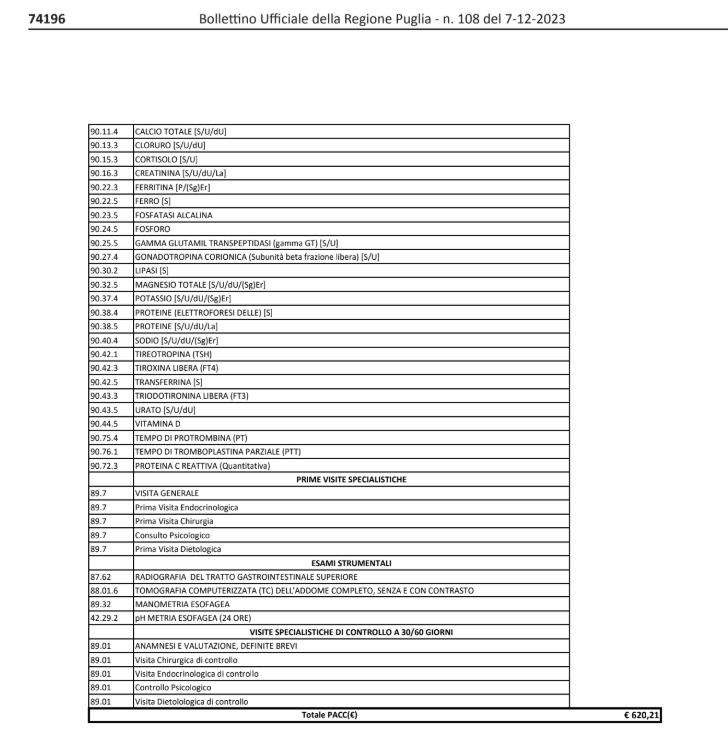 74196 Bollettino Ufficiale della Regione Puglia - n. 108 del 7-12-2023
90.11.4 CALCIO TOTALE [S/U/dU]
90.13.3 CLORURO [S/U/dU]
90.15.3 CORTISOLO [S/U]
90.16.3 CREATININA [S/U/dU/La]
90.22.3 FERRITINA [P/(Sg)Er]
90.22.5 FERRO [S]
90.23.5 FOSFATASI ALCALINA
90.24.5 FOSFORO
90.25.5 GAMMA GLUTAMIL TRANSPEPTIDASI (gamma GT) [S/U]
90.27.4 GONADOTROPINA CORIONICA (Subunità beta frazione libera) [S/U]
90.30.2 LIPASI [S]
90.32.5 MAGNESIO TOTALE [S/U/dU/(Sg)Er]
90.37.4 POTASSIO [S/U/dU/(Sg)Er]
90.38.4 PROTEINE (ELETTROFORESI DELLE) [S]
90.38.5 PROTEINE [S/U/dU/La]
90.40.4 SODIO [S/U/dU/(Sg)Er]
90.42.1 TIREOTROPINA (TSH)
90.42.3 TIROXINA LIBERA (FT4)
90.42.5 TRANSFERRINA [S]
90.43.3 TRIODOTIRONINA LIBERA (FT3)
90.43.5 URATO [S/U/dU]
90.44.5 VITAMINA D
90.75.4 TEMPO DI PROTROMBINA (PT)
90.76.1 TEMPO DI TROMBOPLASTINA PARZIALE (PTT)
90.72.3 PROTEINA C REATTIVA (Quantitativa)
PRIME VISITE SPECIALISTICHE
89.7 VISITA GENERALE
89.7 Prima Visita Endocrinologica
89.7 Prima Visita Chirurgia
89.7 Consulto Psicologico
89.7 Prima Visita Dietologica
ESAMI STRUMENTALI
87.62 RADIOGRAFIA DEL TRATTO GASTROINTESTINALE SUPERIORE
88.01.6 TOMOGRAFIA COMPUTERIZZATA (TC) DELL'ADDOME COMPLETO, SENZA E CON CONTRASTO
89.32 MANOMETRIA ESOFAGEA
42.29.2 pH METRIA ESOFAGEA (24 ORE)
VISITE SPECIALISTICHE DI CONTROLLO A 30/60 GIORNI
89.01 ANAMNESI E VALUTAZIONE, DEFINITE BREVI
89.01 Visita Chirurgica di controllo
89.01 Visita Endocrinologica di controllo
89.01 Controllo Psicologico
89.01 Visita Dietolologica di controllo
Totale PACC(€) € 620,21